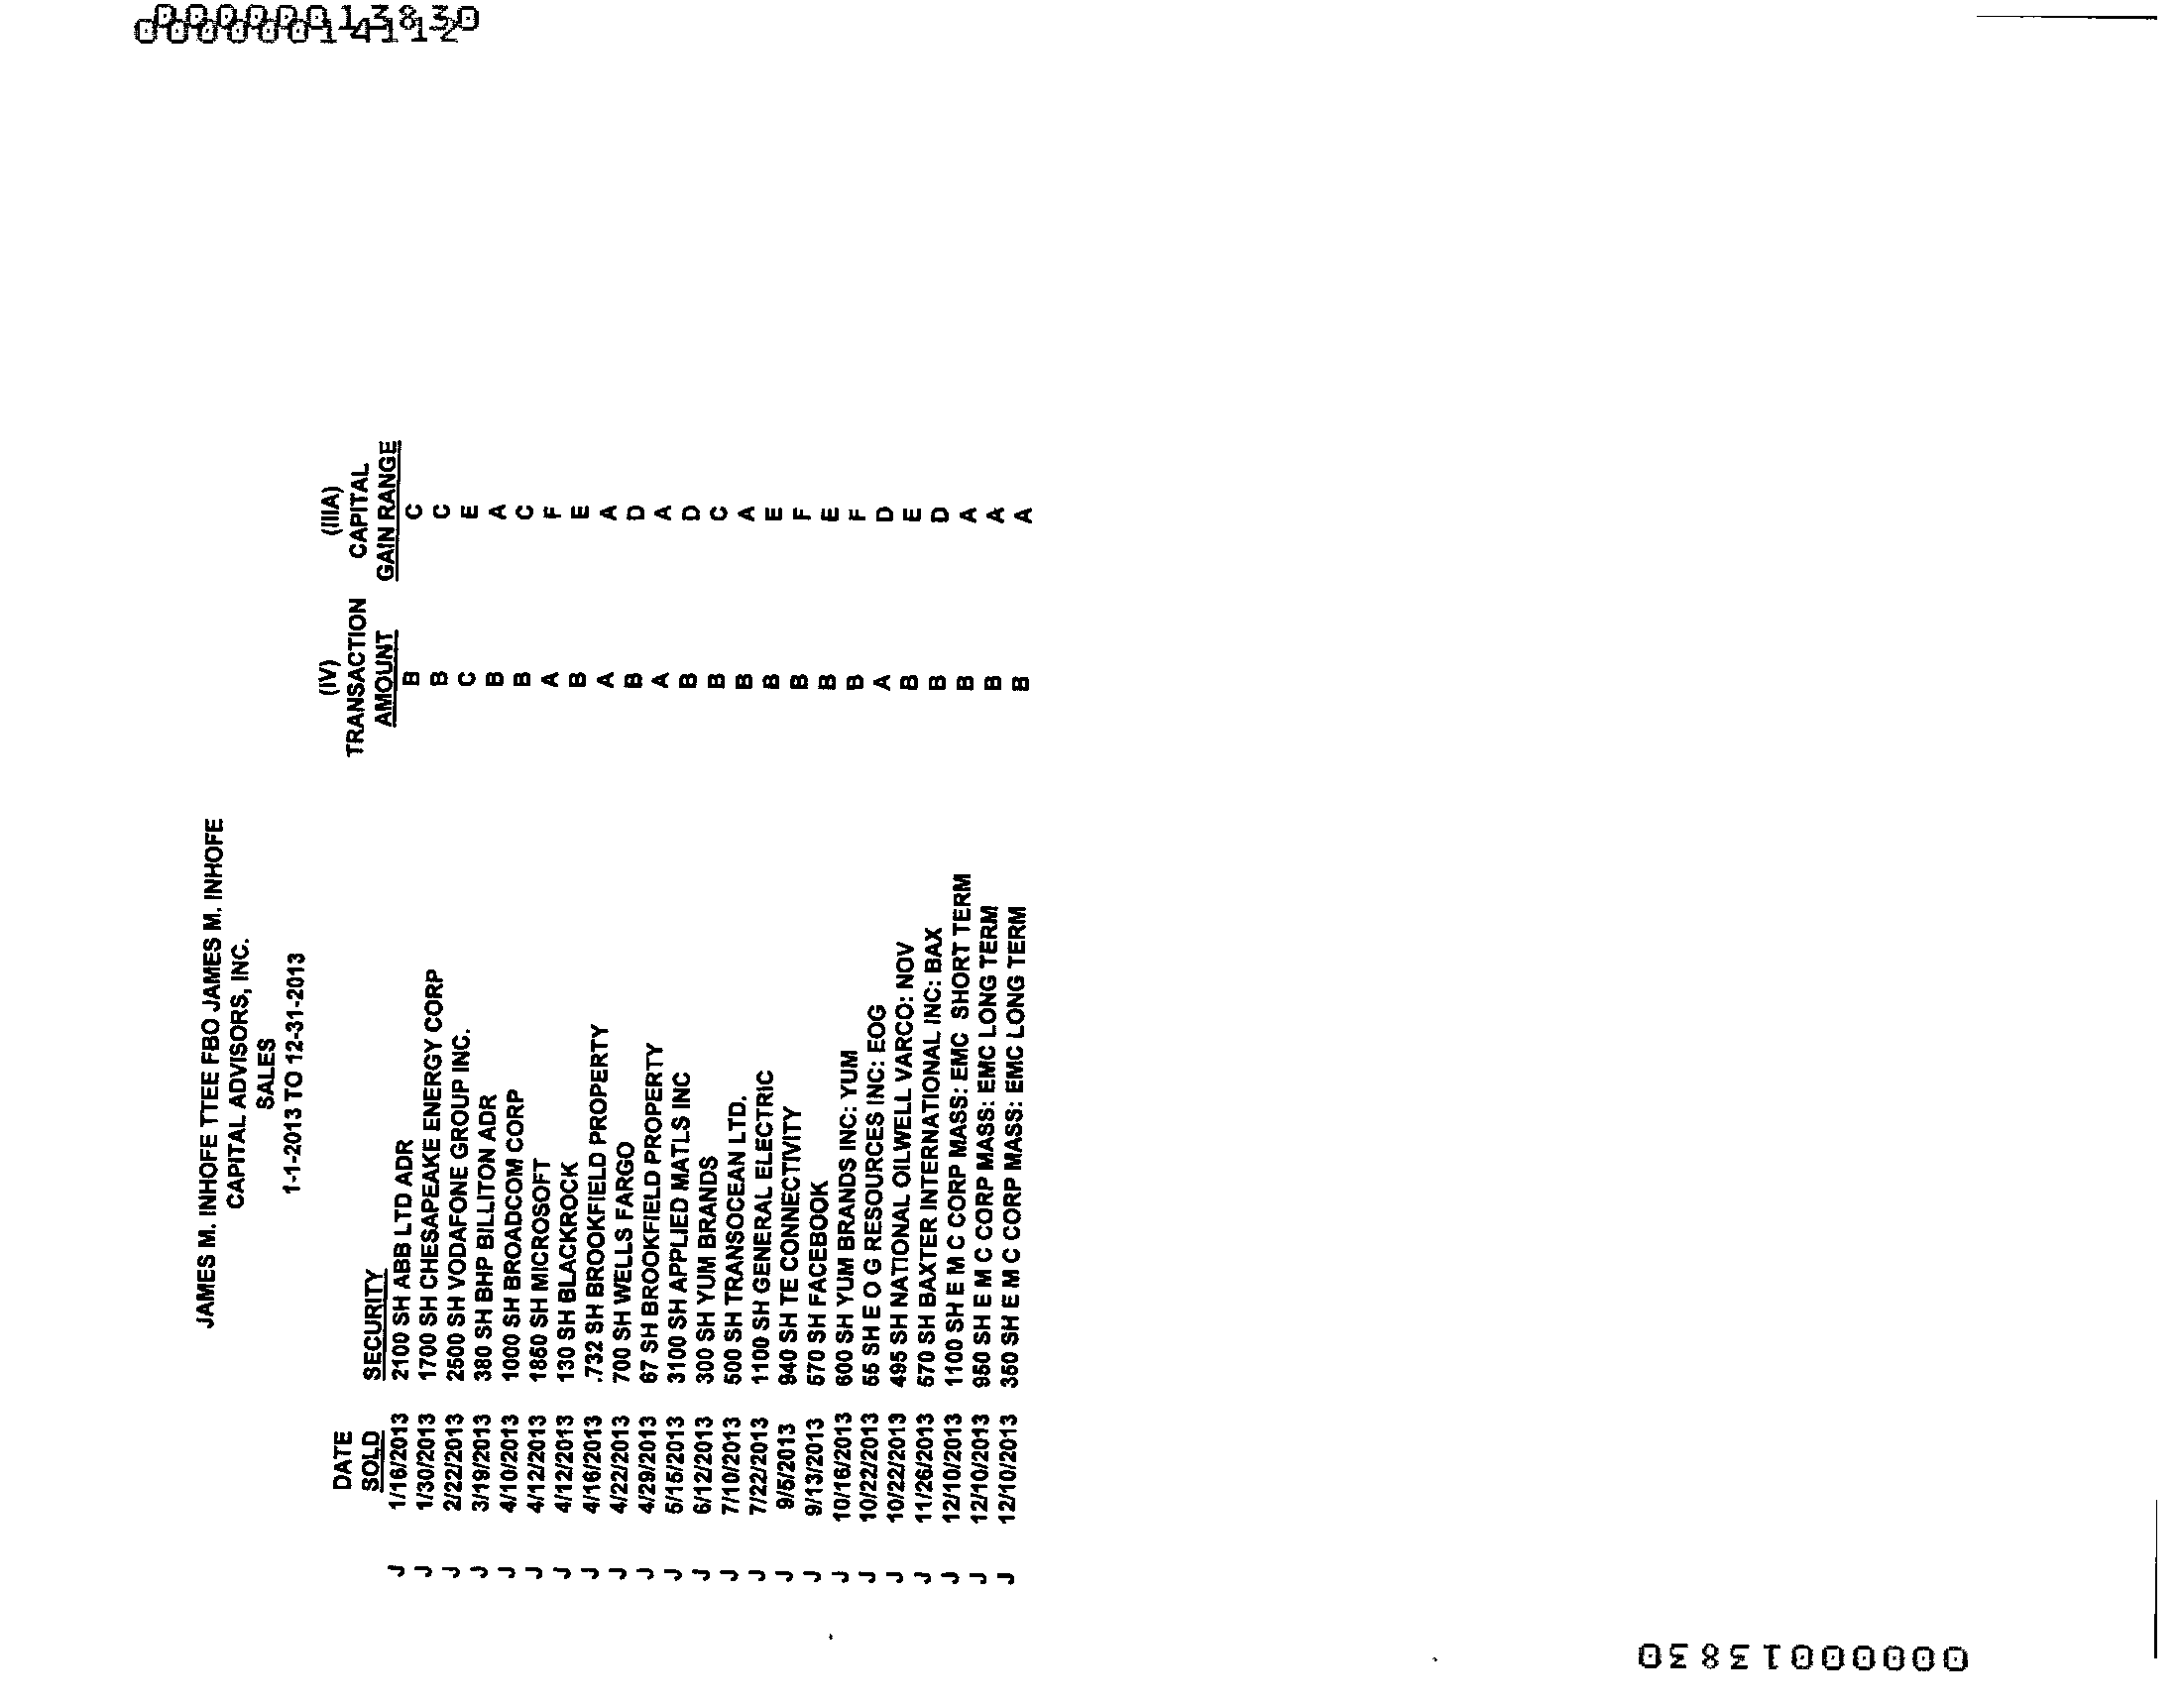 JAMES M. INHOFE TTEE FBO JAMES M. INHOFE
CAPITAL ADVISORS, INC.
SALES
1-1-2013 TO 12-31-2013
(IV) (IIIA)
DATE TRANSACTION CAPITAL
SOLD SECURITY AMOUNT GAIN RANGE
J 1/16/2013 2100 SH ABB LTD ADR B C
J 1/30/2013 1700 SH CHESAPEAKE ENERGY CORP B C
J 2/22/2013 2500 SH VODAFONE GROUP INC. C E
J 3/19/2013 380 SH BHP BILLITON ADR B A
J 4/10/2013 1000 SH BROADCOM CORP B C
J 4/12/2013 1850 SH MICROSOFT A F
J 4/12/2013 130 SH BLACKROCK B E
J 4/16/2013 .732 SH BROOKFIELD PROPERTY A A
J 4/22/2013 700 SH WELLS FARGO B D
J 4/29/2013 67 SH BROOKFIELD PROPERTY A A
J 5/15/2013 3100 SH APPLIED MATLS INC B D
J 6/12/2013 300 SH YUM BRANDS B C
J 7/10/2013 500 SH TRANSOCEAN LTD. B A
J 7/22/2013 1100 SH GENERAL ELECTRIC B E
J 9/5/2013 940 SH TE CONNECTIVITY B F
J 9/13/2013 570 SH FACEBOOK B E
J 10/16/2013 600 SH YUM BRANDS INC: YUM B F
J 10/22/2013 55 SH E O G RESOURCES INC: EOG A D
J 10/22/2013 495 SH NATIONAL OILWELL VARCO: NOV B E
J 11/26/2013 570 SH BAXTER INTERNATIONAL INC: BAX B D
J 12/10/2013 1100 SH E M C CORP MASS: EMC SHORT TERM B A
J 12/10/2013 950 SH E M C CORP MASS: EMC LONG TERM B A
J 12/10/2013 350 SH E M C CORP MASS: EMC LONG TERM B A
00000013830